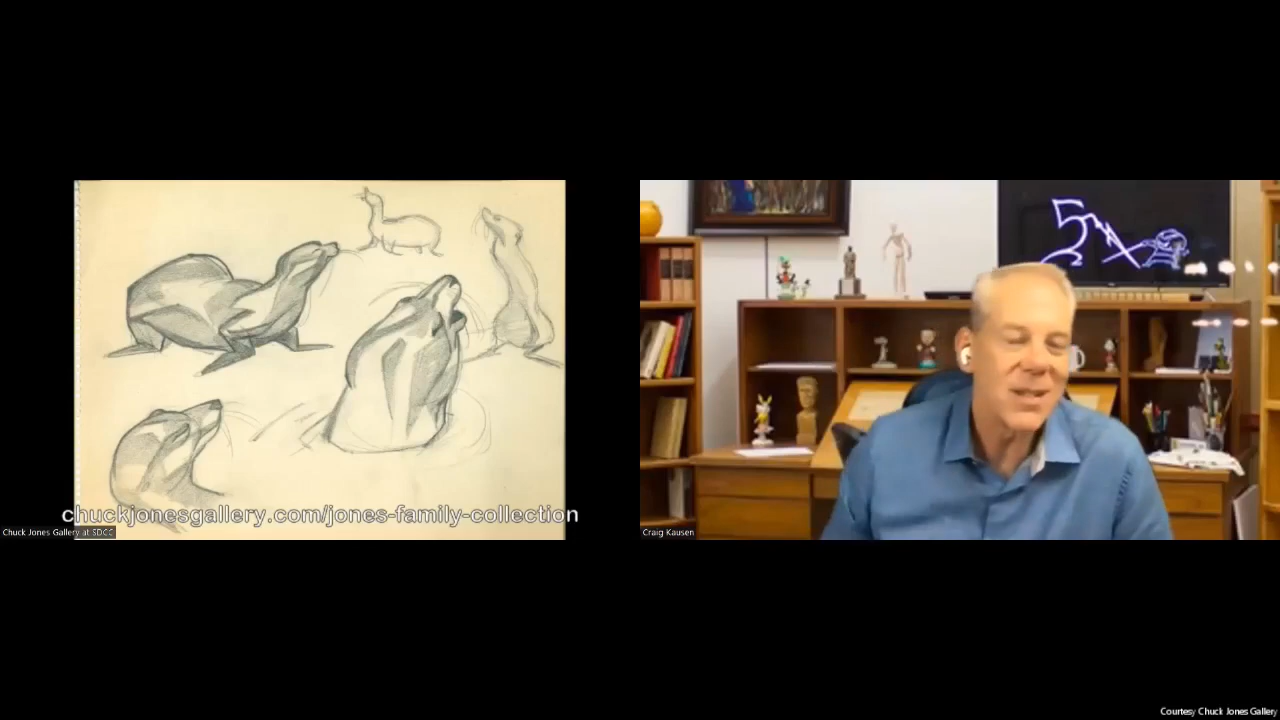 chuckjonesgallery.com/jones-family-collection
Chuck Jones Gallery at SDCC
Craig Kausen
Courtesy Chuck Jones Gallery